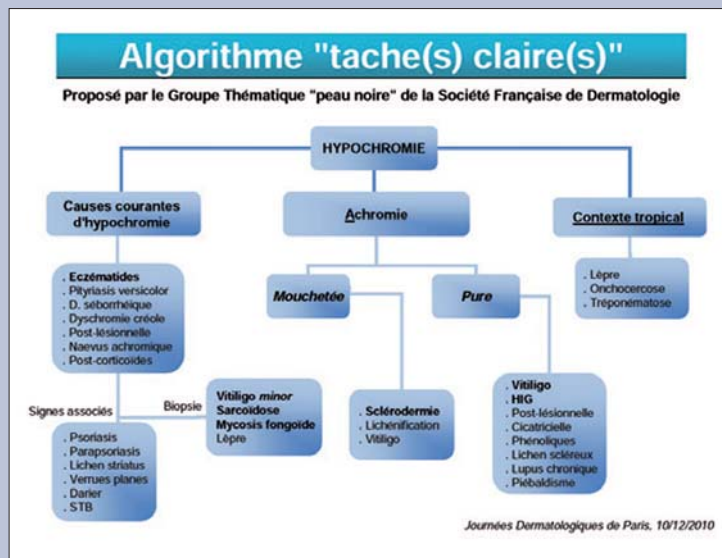 Algorithme "tache(s) claire(s)"
Proposé par le Groupe Thématique "peau noire" de la Société Française de Dermatologie
HYPOCHROMIE
Causes courantes
d'hypochromie
Achromie
Contexte tropical
. Eczématides
. Pityriasis versicolor
. D. séborrhéique
. Dyschromie créole
. Post-lésionnelle
. Naevus achromique
. Post-corticoïdes
Mouchetée
Pure
. Lèpre
. Onchocercose
. Tréponématose
Signes associés
Biopsie
Vitiligo minor
Sarcoïdose
Mycosis fongoïde
Lèpre
. Sclérodermie
. Lichénification
. Vitiligo
. Vitiligo
. HIG
. Post-lésionnelle
. Cicatricielle
. Phénoliques
. Lichen scléreux
. Lupus chronique
. Piébaldisme
. Psoriasis
. Parapsoriasis
. Lichen striatus
. Verrues planes
. Darier
. STB
Journées Dermatologiques de Paris, 10/12/2010